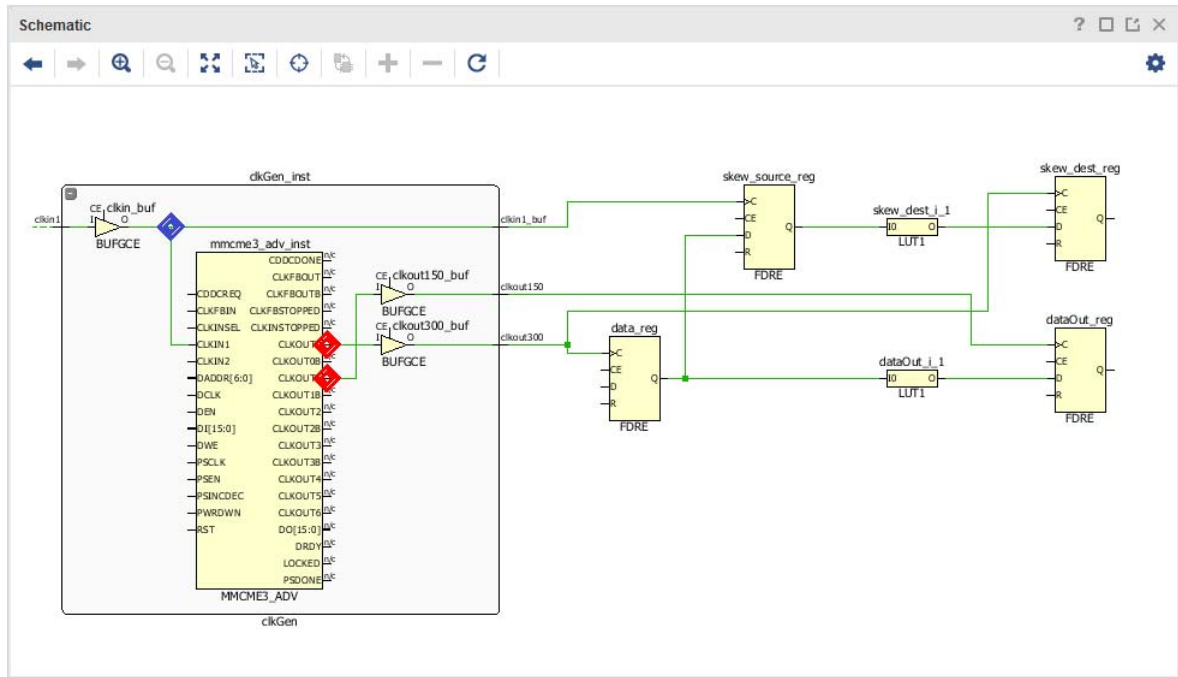 Schematic
?
clkGen_inst
clkin1
CE
clkin_buf
I
O
BUFGCE
clkin1_buf
mmcme3_adv_inst
CDDCREQ
CLKFBIN
CLKINSEL
CLKIN1
CLKIN2
DADDR[6:0]
DCLK
DEN
DI[15:0]
DWE
PSCLK
PSEN
PSINCDEC
PWRDWN
RST
CDDCDONE n/c
CLKFBOUT n/c
CLKFBOUTB n/c
CLKFBSTOPPED n/c
CLKINSTOPPED n/c
CLKOUT
CLKOUT0B n/c
CLKOUT
CLKOUT1B n/c
CLKOUT2 n/c
CLKOUT2B n/c
CLKOUT3 n/c
CLKOUT3B n/c
CLKOUT4 n/c
CLKOUT5 n/c
CLKOUT6 n/c
DO[15:0] n/c
DRDY n/c
LOCKED n/c
PSDONE n/c
MMCME3_ADV
clkGen
CE
clkout150_buf
I
O
BUFGCE
clkout150
CE
clkout300_buf
I
O
BUFGCE
clkout300
data_reg
C
CE
D
R
Q
FDRE
skew_source_reg
C
CE
D
R
Q
FDRE
skew_dest_i_1
I0
O
LUT1
skew_dest_reg
C
CE
D
R
Q
FDRE
dataOut_i_1
I0
O
LUT1
dataOut_reg
C
CE
D
R
Q
FDRE